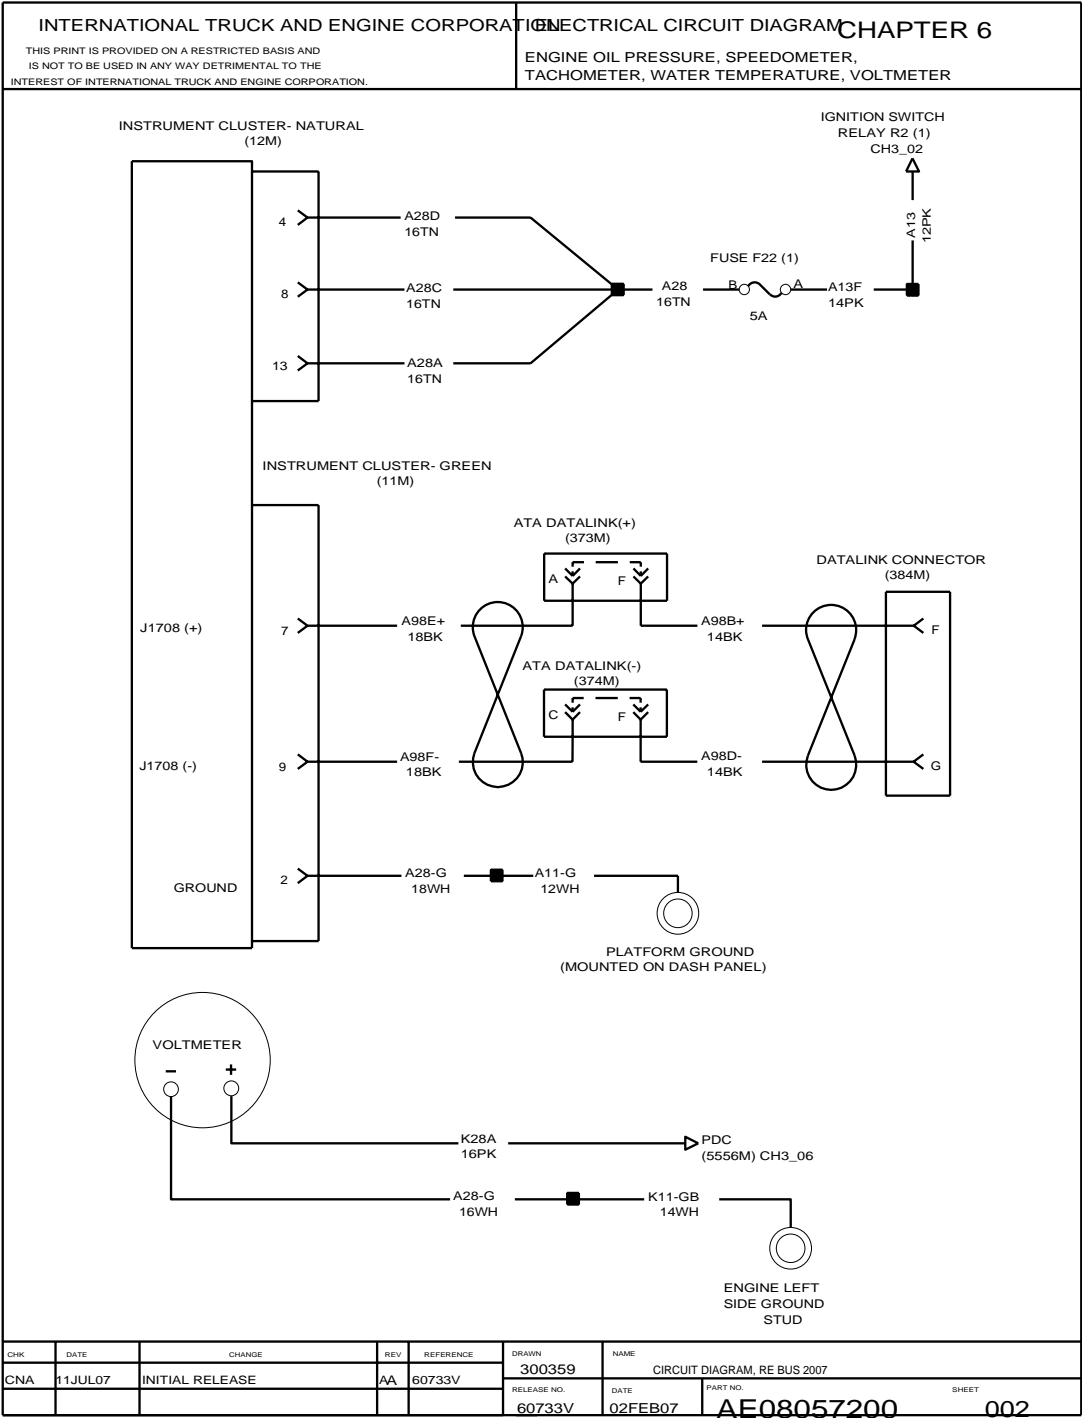 INTERNATIONAL TRUCK AND ENGINE CORPORATION
THIS PRINT IS PROVIDED ON A RESTRICTED BASIS AND
IS NOT TO BE USED IN ANY WAY DETRIMENTAL TO THE
INTEREST OF INTERNATIONAL TRUCK AND ENGINE CORPORATION.
ELECTRICAL CIRCUIT DIAGRAM
CHAPTER 6
ENGINE OIL PRESSURE, SPEEDOMETER,
TACHOMETER, WATER TEMPERATURE, VOLTMETER
INSTRUMENT CLUSTER- NATURAL
(12M)
IGNITION SWITCH
RELAY R2 (1)
CH3_02
A13
12PK
4
A28D
16TN
8
A28C
16TN
13
A28A
16TN
A28
16TN
FUSE F22 (1)
B
A
5A
A13F
14PK
INSTRUMENT CLUSTER- GREEN
(11M)
ATA DATALINK(+)
(373M)
A
F
DATALINK CONNECTOR
(384M)
J1708 (+)
7
A98E+
18BK
A98B+
14BK
F
ATA DATALINK(-)
(374M)
C
F
J1708 (-)
9
A98F-
18BK
A98D-
14BK
G
GROUND
2
A28-G
18WH
A11-G
12WH
PLATFORM GROUND
(MOUNTED ON DASH PANEL)
VOLTMETER
–
+
K28A
16PK
PDC
(5556M) CH3_06
A28-G
16WH
K11-GB
14WH
ENGINE LEFT
SIDE GROUND
STUD
CHK DATE CHANGE REV REFERENCE
CNA 11JUL07 INITIAL RELEASE AA 60733V
DRAWN
300359
NAME
CIRCUIT DIAGRAM, RE BUS 2007
RELEASE NO.
60733V
DATE
02FEB07
PART NO.
AE08057200
SHEET
002